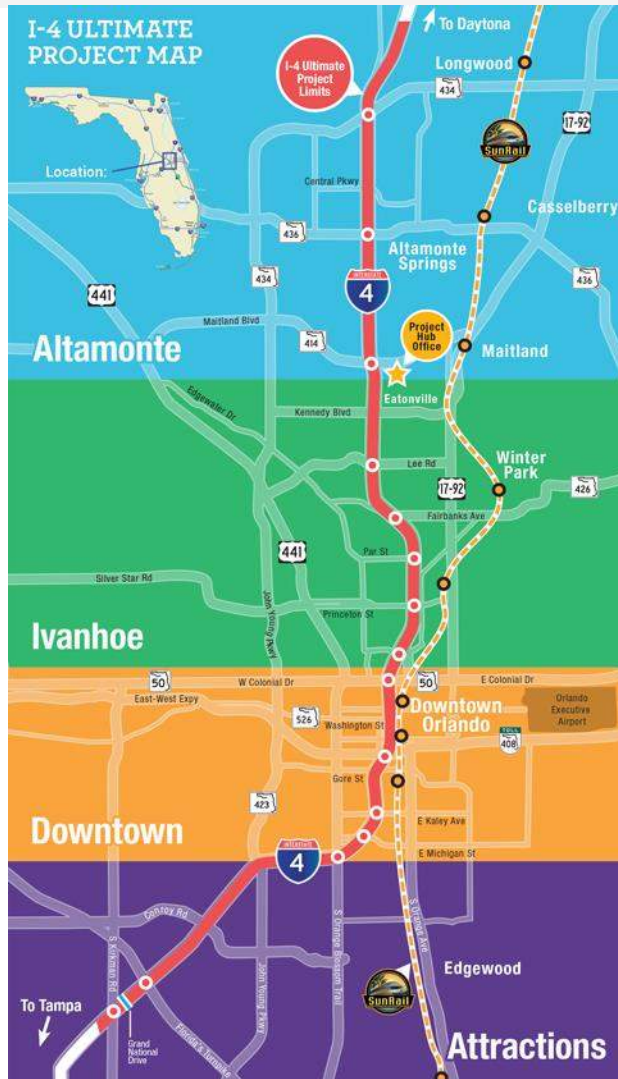 I-4 ULTIMATE
PROJECT MAP
To Daytona
I-4 Ultimate
Project
Limits
Longwood
434
17-92
SunRail
Location:
Central Pkwy
Casselberry
436
Altamonte
Springs
434
436
441
INTERSTATE
4
Maitland Blvd
414
Project
Hub
Office
Maitland
Altamonte
Eatonville
Edgewater Dr
Kennedy Blvd
Lee Rd
Winter
Park
17-92
426
Fairbanks Ave
441
Par St
Silver Star Rd
Princeton St
John Young Pkwy
Ivanhoe
50
W Colonial Dr
50
E Colonial Dr
East-West Expy
526
Washington St
Downtown
Orlando
Orlando
Executive
Airport
TOLL
408
Gore St
423
E Kaley Ave
Downtown
E Michigan St
INTERSTATE
4
Conroy Rd
S Kirkman Rd
John Young Pkwy
S Orange Blossom Trail
S Orange Ave
Edgewood
SunRail
To Tampa
Grand
National
Drive
Florida's Turnpike
Attractions